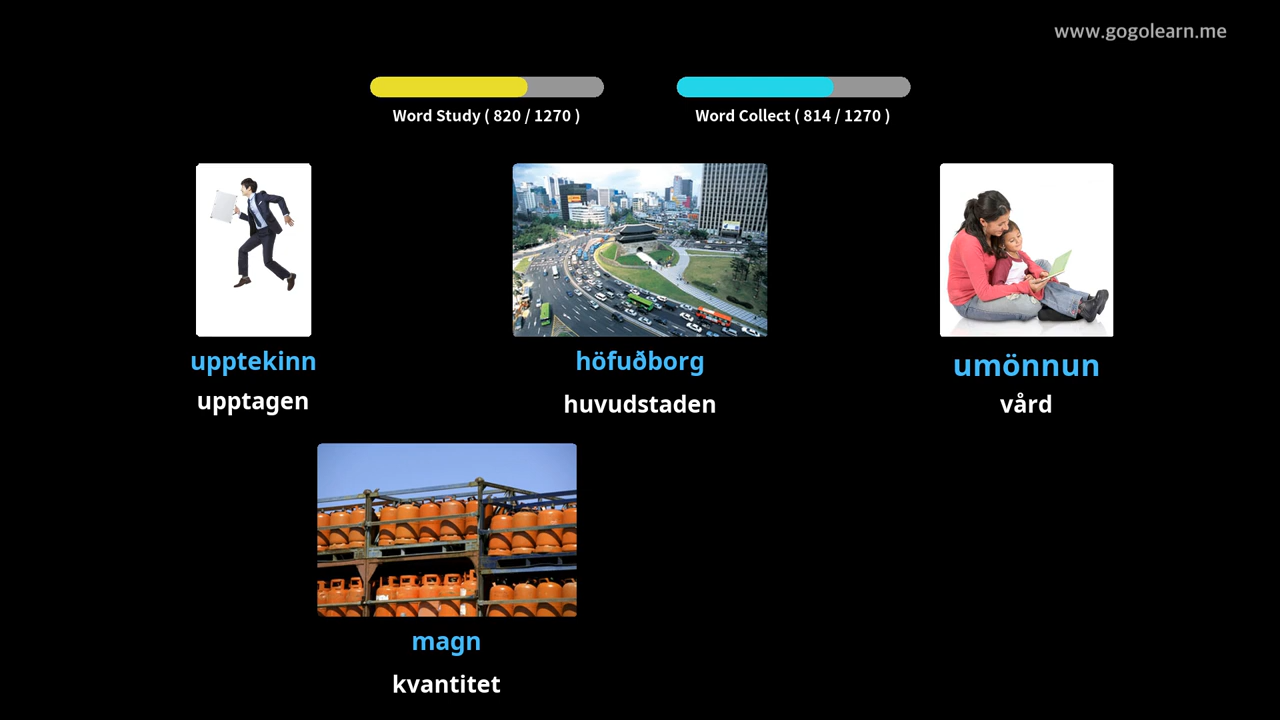 www.gogolearn.me
Word Study ( 820 / 1270 )
Word Collect ( 814 / 1270 )
upptekinn
upptagen
höfuðborg
huvudstaden
umönnun
vård
magn
kvantitet